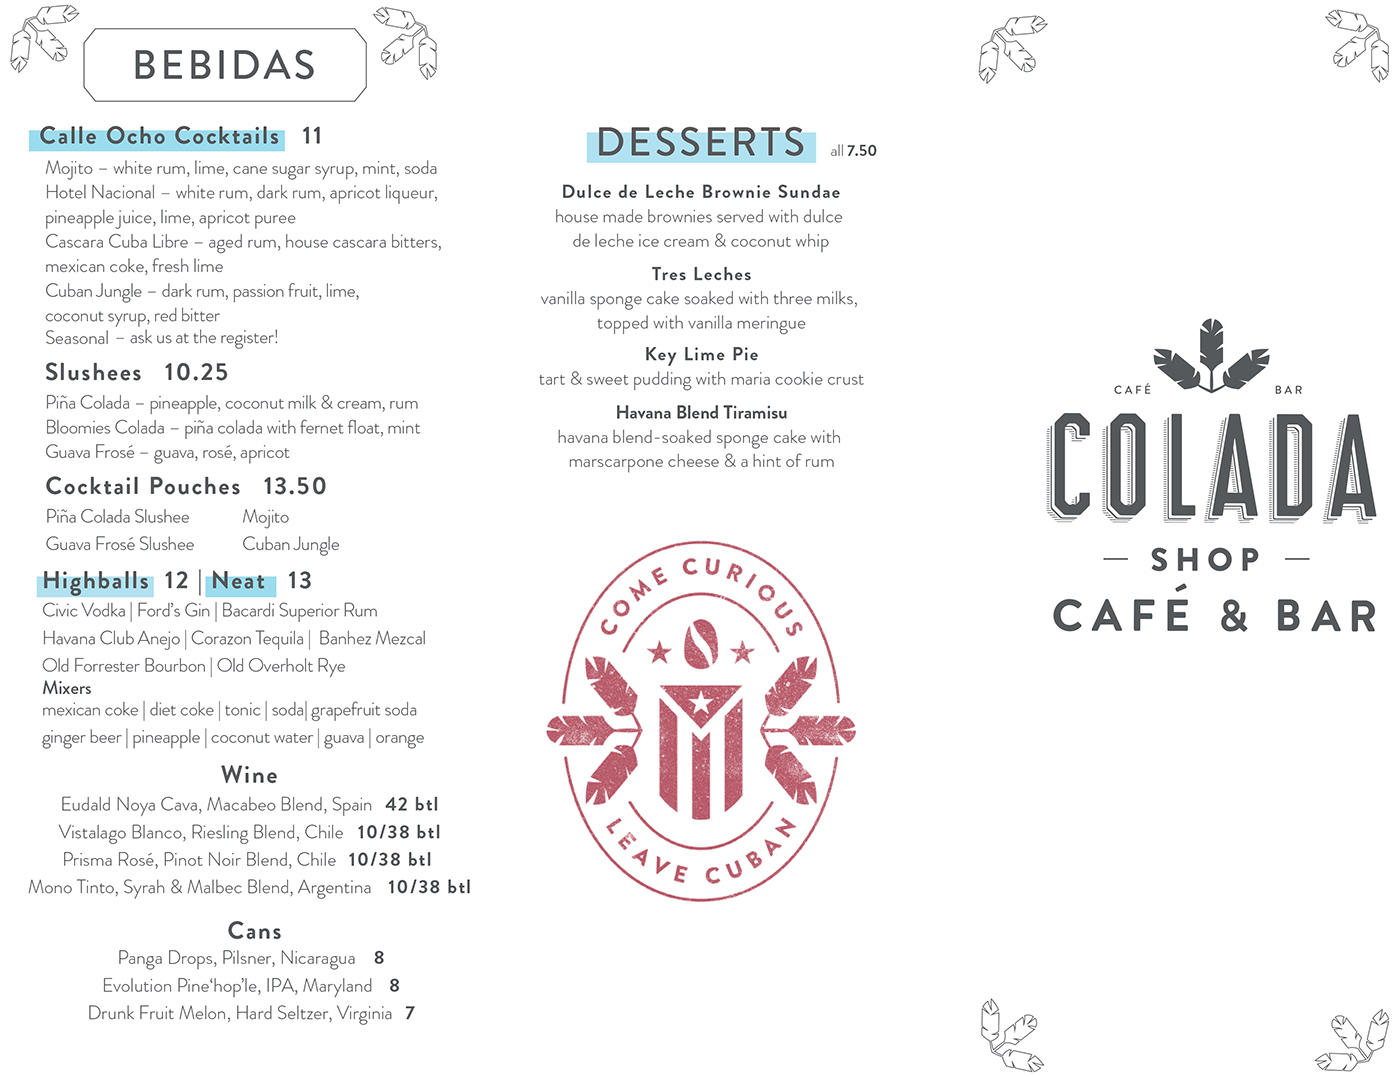 BEBIDAS
Calle Ocho Cocktails 11
Mojito – white rum, lime, cane sugar syrup, mint, soda
Hotel Nacional – white rum, dark rum, apricot liqueur,
pineapple juice, lime, apricot puree
Cascara Cuba Libre – aged rum, house cascara bitters,
mexican coke, fresh lime
Cuban Jungle – dark rum, passion fruit, lime,
coconut syrup, red bitter
Seasonal – ask us at the register!
Slushees 10.25
Piña Colada – pineapple, coconut milk & cream, rum
Bloomies Colada – piña colada with fernet float, mint
Guava Frosé – guava, rosé, apricot
Cocktail Pouches 13.50
Piña Colada Slushee Mojito
Guava Frosé Slushee Cuban Jungle
Highballs 12 | Neat 13
Civic Vodka | Ford's Gin | Bacardi Superior Rum
Havana Club Anejo | Corazon Tequila | Banhez Mezcal
Old Forrester Bourbon | Old Overholt Rye
Mixers
mexican coke | diet coke | tonic | soda| grapefruit soda
ginger beer | pineapple | coconut water | guava | orange
Wine
Eudald Noya Cava, Macabeo Blend, Spain 42 btl
Vistalago Blanco, Riesling Blend, Chile 10/38 btl
Prisma Rosé, Pinot Noir Blend, Chile 10/38 btl
Mono Tinto, Syrah & Malbec Blend, Argentina 10/38 btl
Cans
Panga Drops, Pilsner, Nicaragua 8
Evolution Pine'hop'le, IPA, Maryland 8
Drunk Fruit Melon, Hard Seltzer, Virginia 7
DESSERTS all 7.50
Dulce de Leche Brownie Sundae
house made brownies served with dulce
de leche ice cream & coconut whip
Tres Leches
vanilla sponge cake soaked with three milks,
topped with vanilla meringue
Key Lime Pie
tart & sweet pudding with maria cookie crust
Havana Blend Tiramisu
havana blend-soaked sponge cake with
marscarpone cheese & a hint of rum
COME CURIOUS
LEAVE CUBAN
CAFÉ BAR
COLADA
SHOP
CAFÉ & BAR